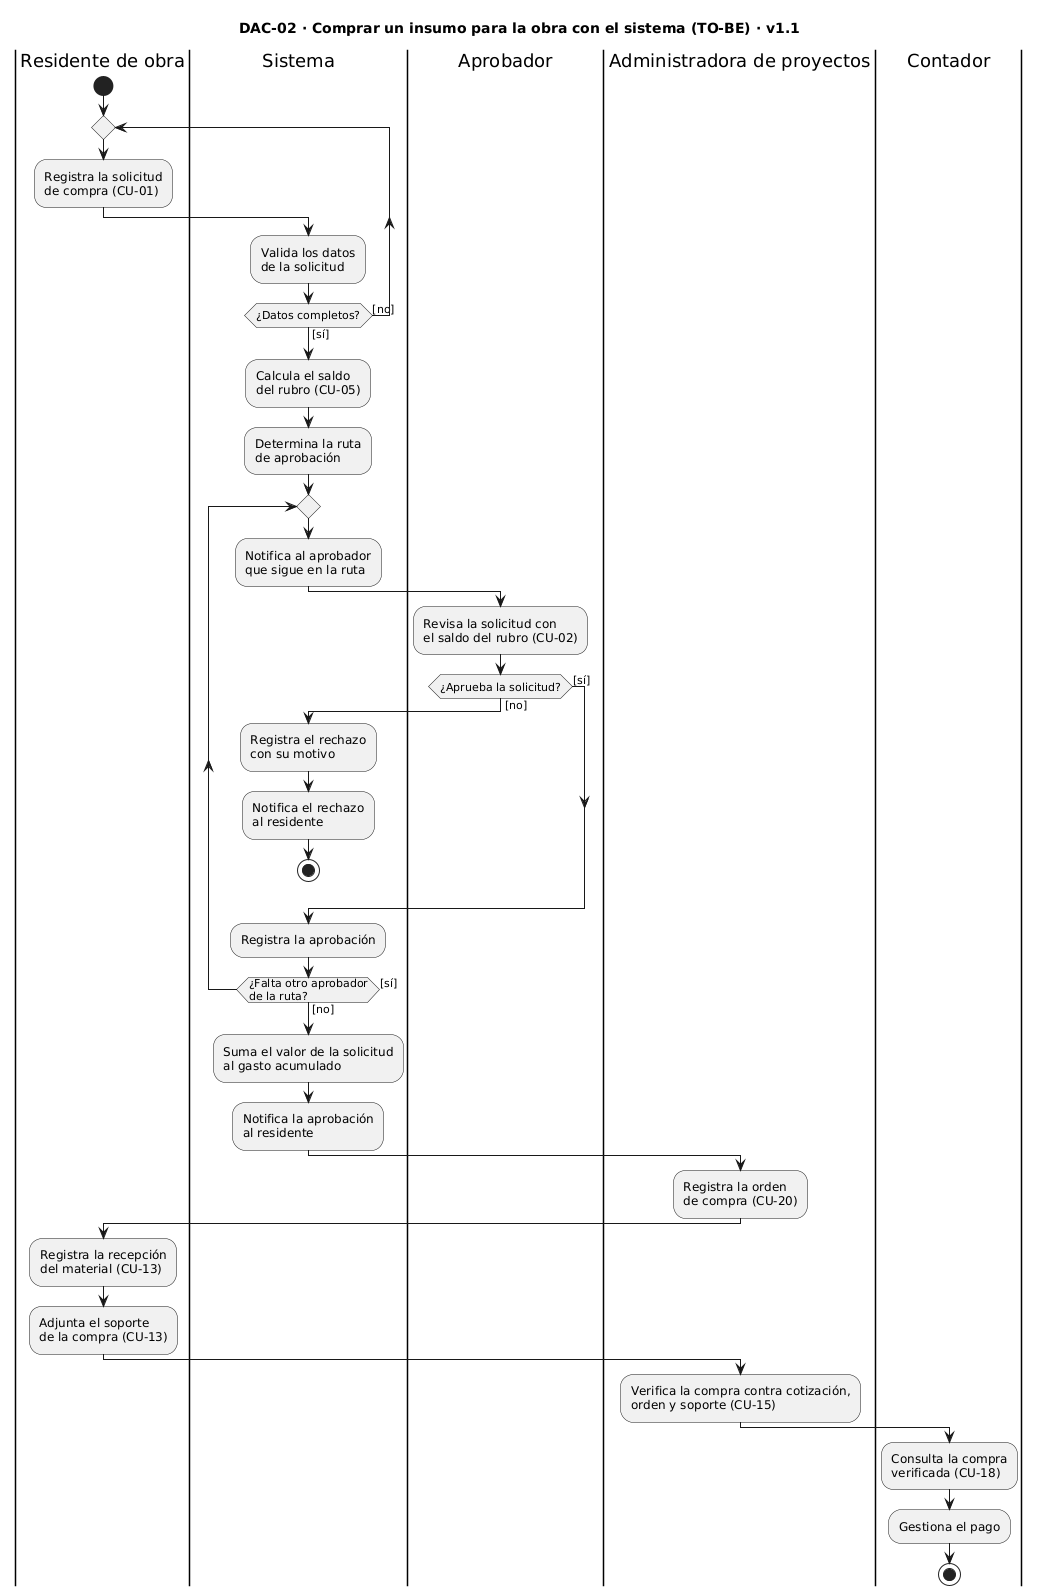 DAC-02 · Comprar un insumo para la obra con el sistema (TO-BE) · v1.1
Residente de obra
Sistema
Aprobador
Administradora de proyectos
Contador
Registra la solicitud
de compra (CU-01)
Valida los datos
de la solicitud
¿Datos completos?
[no]
[sí]
Calcula el saldo
del rubro (CU-05)
Determina la ruta
de aprobación
Notifica al aprobador
que sigue en la ruta
Revisa la solicitud con
el saldo del rubro (CU-02)
¿Aprueba la solicitud?
[sí]
[no]
Registra el rechazo
con su motivo
Notifica el rechazo
al residente
Registra la aprobación
¿Falta otro aprobador
de la ruta?
[sí]
[no]
Suma el valor de la solicitud
al gasto acumulado
Notifica la aprobación
al residente
Registra la orden
de compra (CU-20)
Registra la recepción
del material (CU-13)
Adjunta el soporte
de la compra (CU-13)
Verifica la compra contra cotización,
orden y soporte (CU-15)
Consulta la compra
verificada (CU-18)
Gestiona el pago